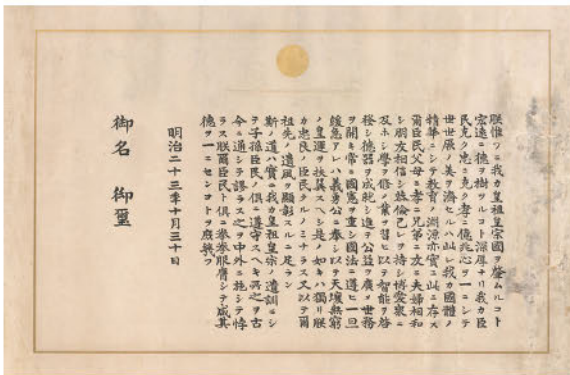 朕惟フニ我カ皇祖皇宗國ヲ肇ムルコト
宏遠ニ德ヲ樹ツルコト深厚ナリ我カ臣
民克ク忠ニ克ク孝ニ億兆心ヲ一ニシテ
世世厥ノ美ヲ濟セルハ此レ我カ國體ノ
精華ニシテ教育ノ淵源亦實ニ此ニ存ス
爾臣民父母ニ孝ニ兄弟ニ友ニ夫婦相和
シ朋友相信シ恭儉己レヲ持シ博愛衆ニ
及ホシ學ヲ修メ業ヲ習ヒ以テ智能ヲ啓
發シ德器ヲ成就シ進テ公益ヲ廣メ世務
ヲ開キ常ニ國憲ヲ重シ國法ニ遵ヒ一旦
緩急アレハ義勇公ニ奉シ以テ天壤無窮
ノ皇運ヲ扶翼スヘシ是ノ如キハ獨リ朕
カ忠良ノ臣民タルノミナラス又以テ爾
祖先ノ遺風ヲ顯彰スルニ足ラン
斯ノ道ハ實ニ我カ皇祖皇宗ノ遺訓ニシ
テ子孫臣民ノ俱ニ遵守スヘキ所之ヲ古
今ニ通シテ謬ラス之ヲ中外ニ施シテ悖
ラス朕爾臣民ト俱ニ拳拳服膺シテ咸其
德ヲ一ニセンコトヲ庶幾フ
明治二十三年十月三十日
御名 御璽